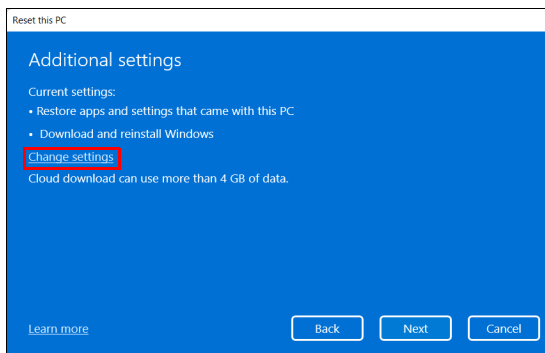 Reset this PC
Additional settings
Current settings:
▪ Restore apps and settings that came with this PC
▪ Download and reinstall Windows
Change settings
Cloud download can use more than 4 GB of data.
Learn more
Back
Next
Cancel